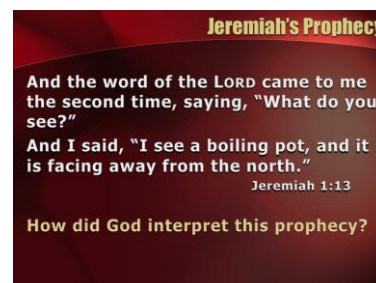 Jeremiah's Prophecy
And the word of the LORD came to me
the second time, saying, "What do you
see?"
And I said, "I see a boiling pot, and it
is facing away from the north."
Jeremiah 1:13
How did God interpret this prophecy?